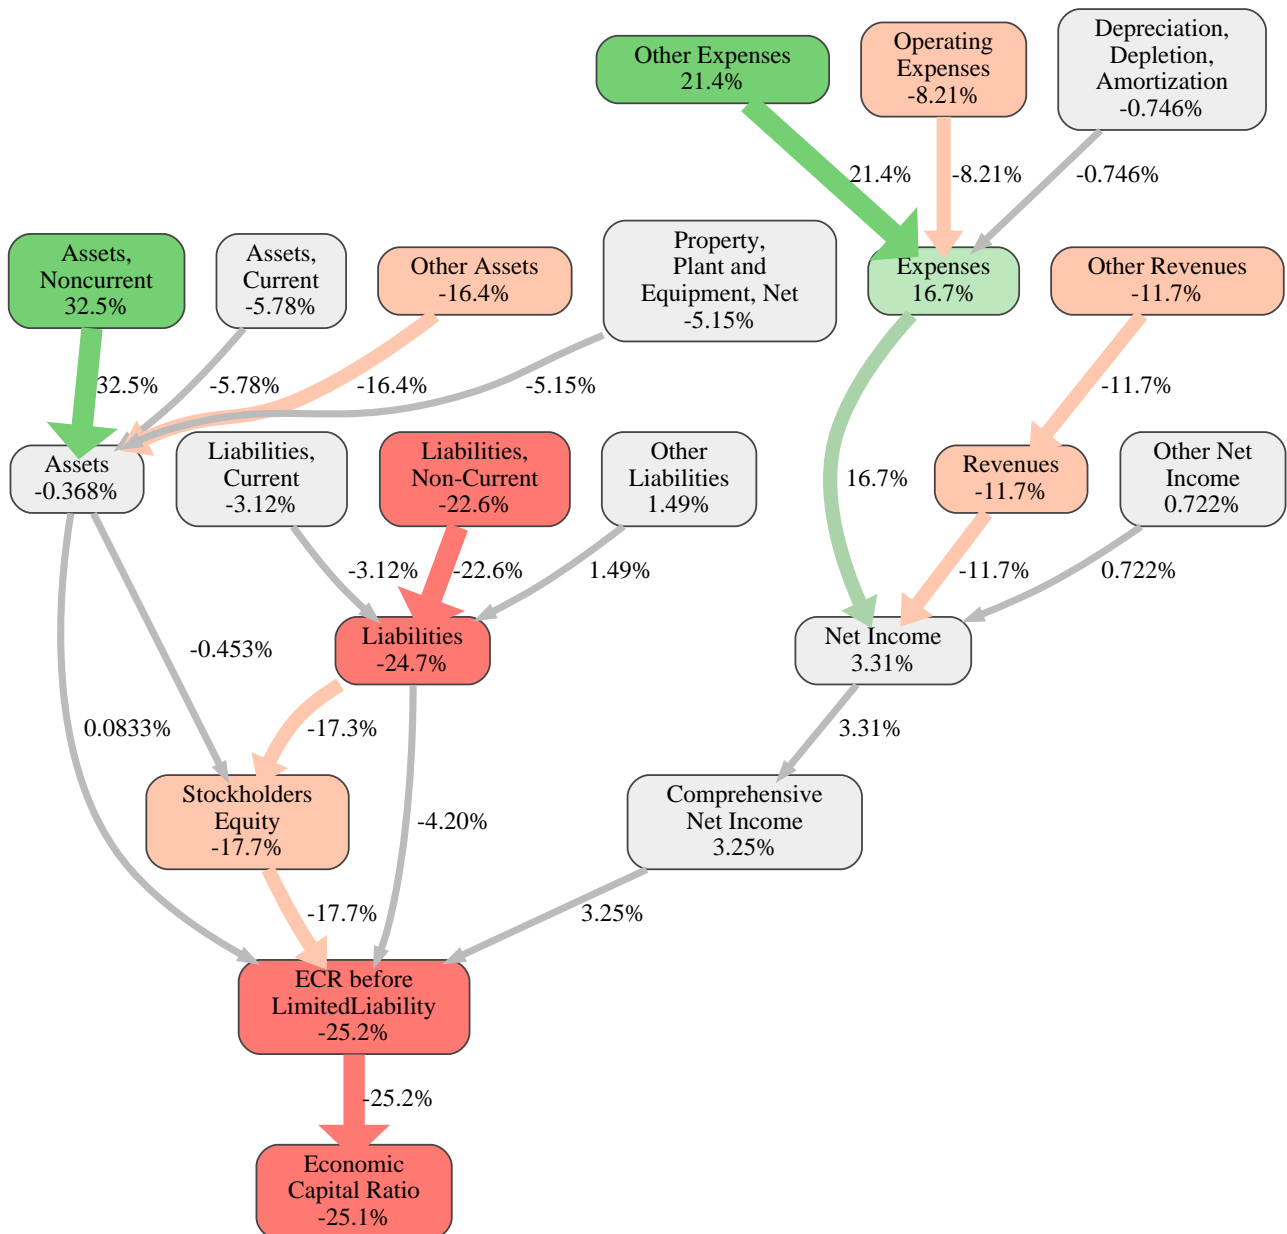 Other Expenses
21.4%
Operating
Expenses
-8.21%
Depreciation,
Depletion,
Amortization
-0.746%
21.4%
-8.21%
-0.746%
Assets,
Noncurrent
32.5%
Assets,
Current
-5.78%
Other Assets
-16.4%
Property,
Plant and
Equipment, Net
-5.15%
Expenses
16.7%
Other Revenues
-11.7%
32.5%
-5.78%
-16.4%
-5.15%
-11.7%
Assets
-0.368%
Liabilities,
Current
-3.12%
Liabilities,
Non-Current
-22.6%
Other
Liabilities
1.49%
16.7%
Revenues
-11.7%
Other Net
Income
0.722%
-3.12%
-22.6%
1.49%
-11.7%
0.722%
-0.453%
Liabilities
-24.7%
Net Income
3.31%
0.0833%
-17.3%
3.31%
Stockholders
Equity
-17.7%
-4.20%
Comprehensive
Net Income
3.25%
-17.7%
3.25%
ECR before
LimitedLiability
-25.2%
-25.2%
Economic
Capital Ratio
-25.1%